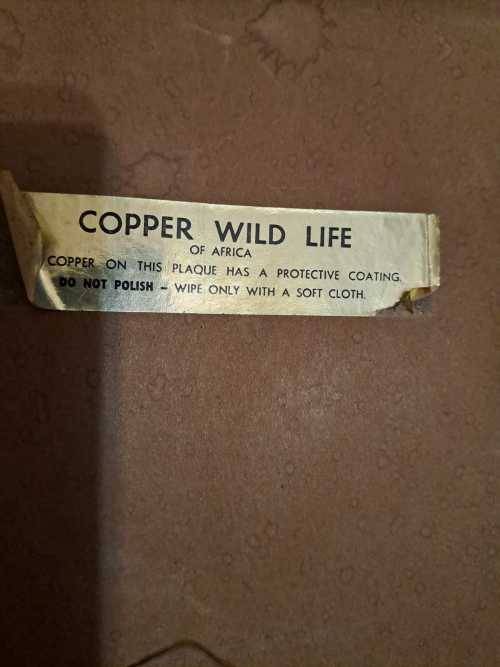 COPPER WILD LIFE
OF AFRICA
COPPER ON THIS PLAQUE HAS A PROTECTIVE COATING.
DO NOT POLISH – WIPE ONLY WITH A SOFT CLOTH.